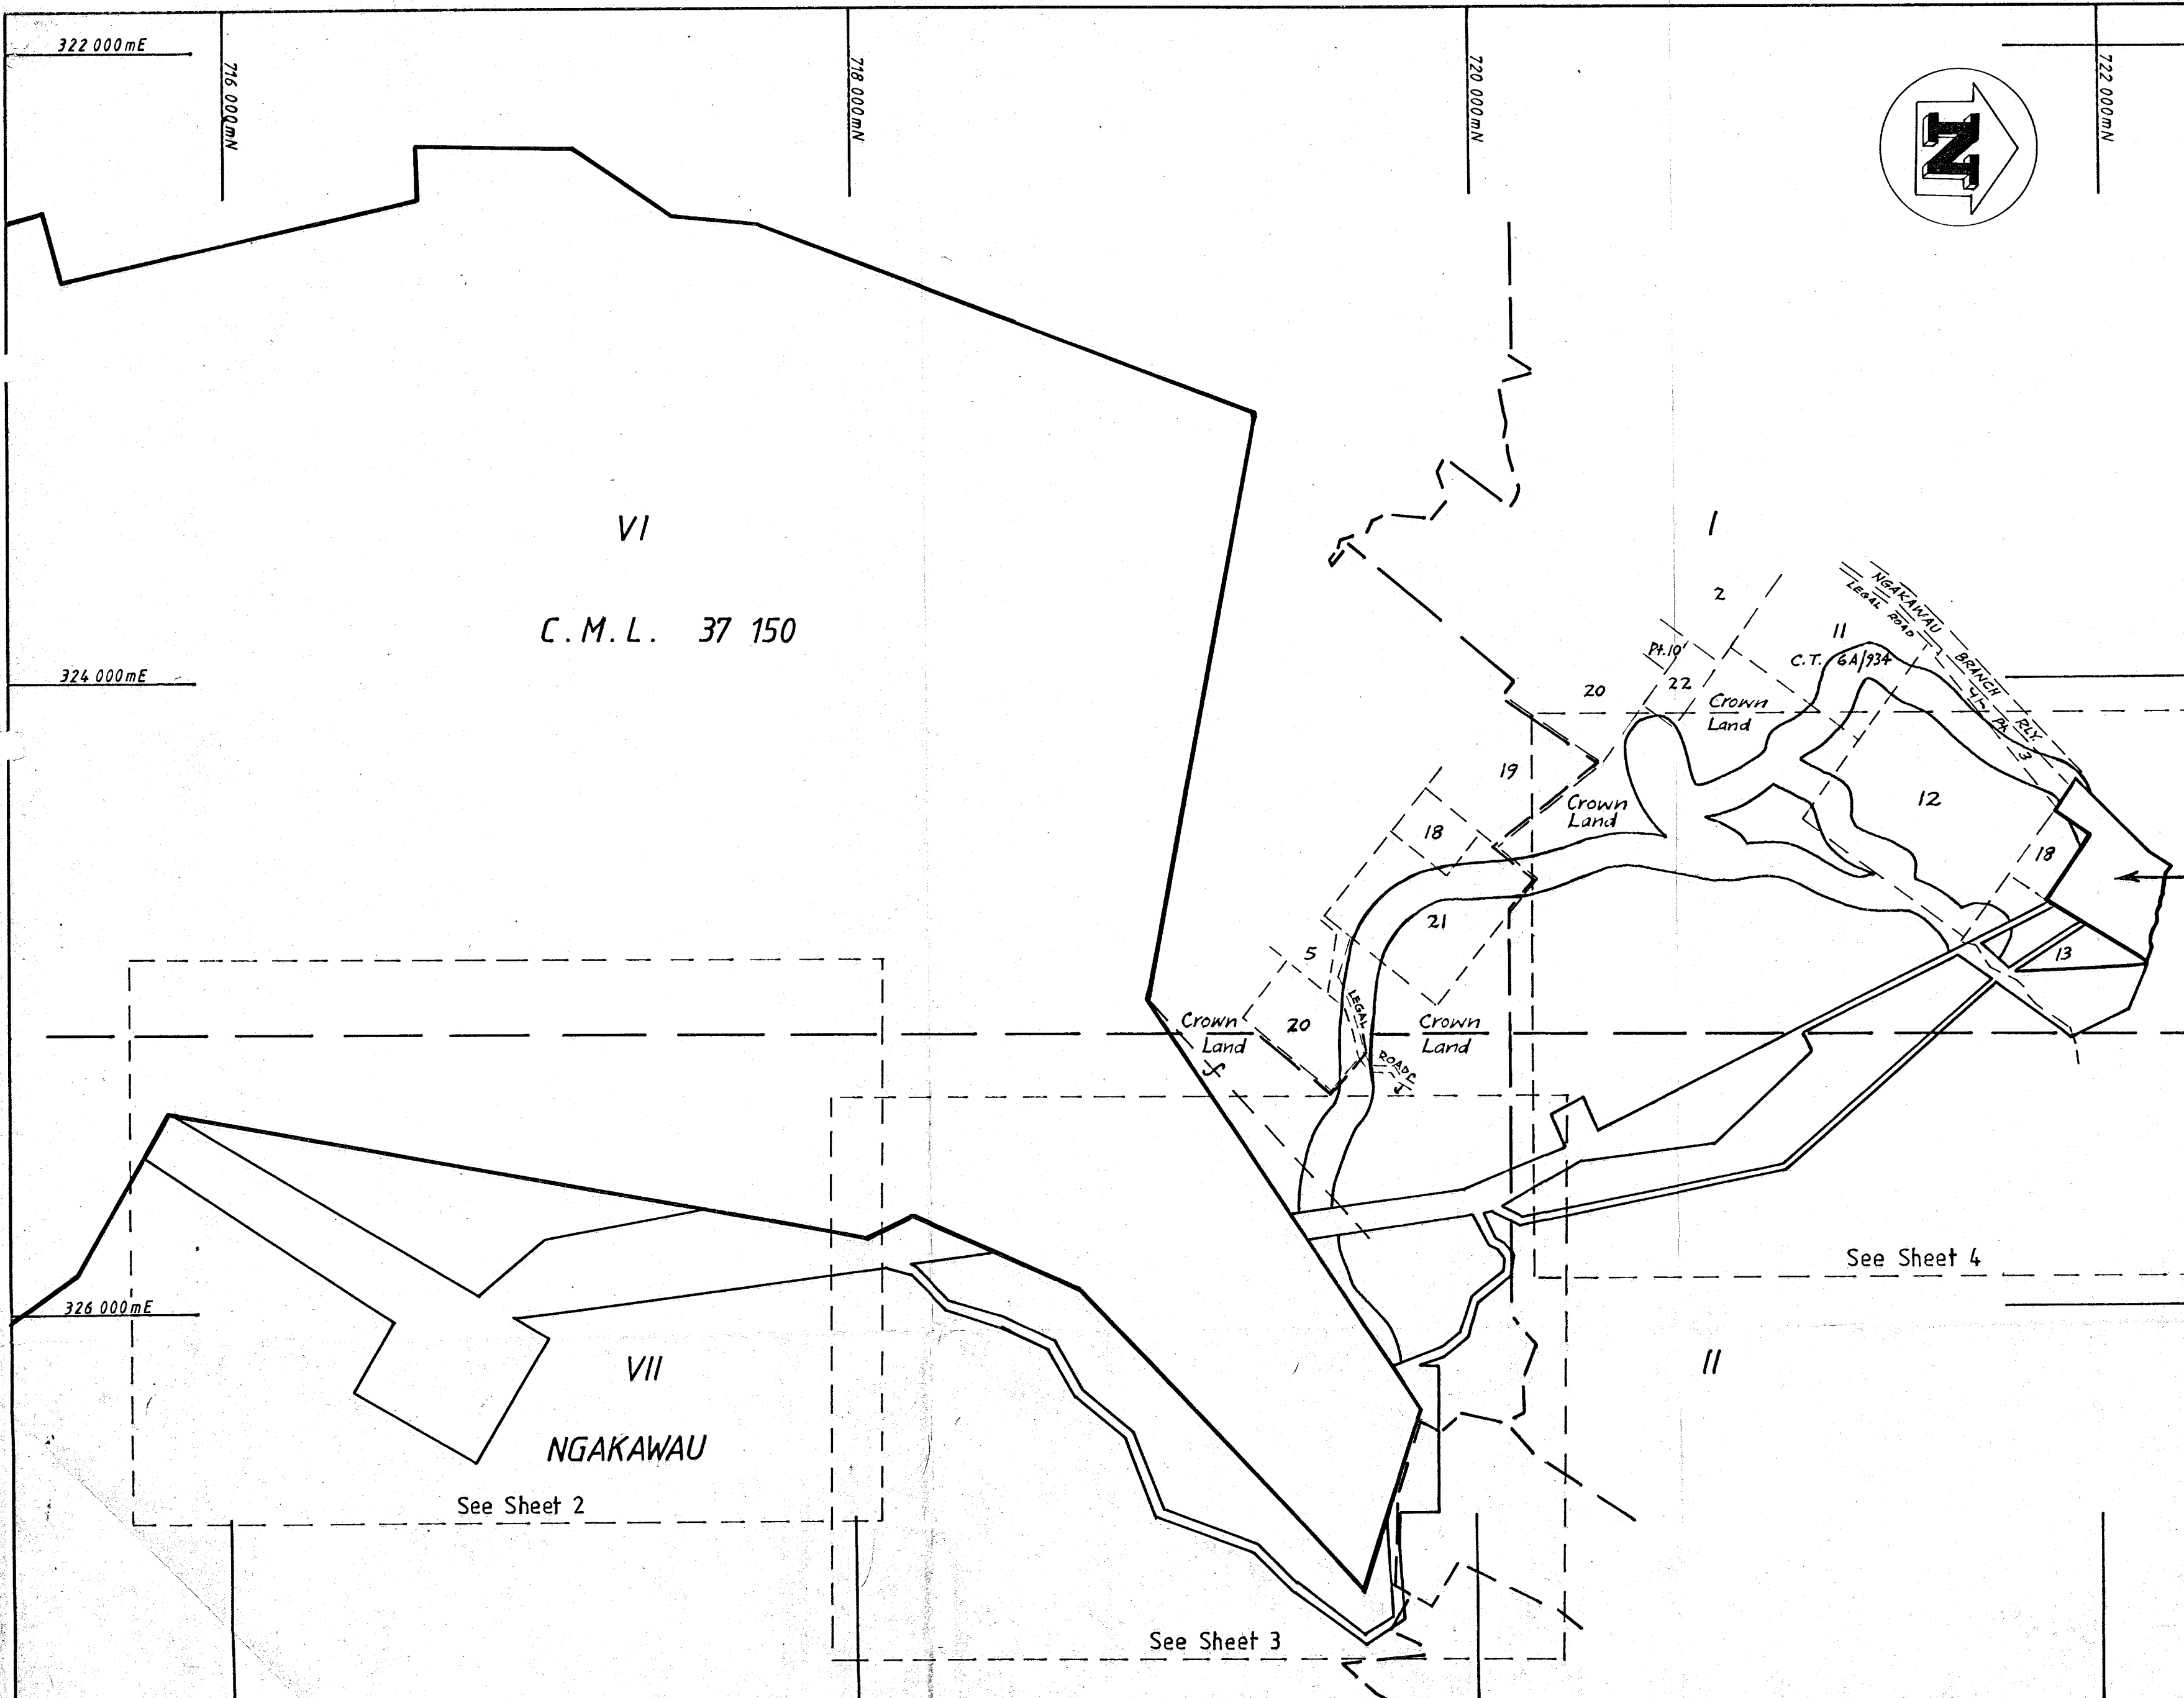 322 000mE
716 000mN
718 000mN
720 000mN
722 000mN
N
VI
C.M.L. 37 150
I
2
NGAKAWAU BRANCH RLY.
LEGAL ROAD
11
C.T. 6A/934
Pt.10
22
20
Crown
Land
4h Pt. 3
324 000mE
19
Crown
Land
12
18
18
21
5
13
LEGAL ROAD
Crown
Land
20
Crown
Land
See Sheet 4
326 000mE
VII
II
NGAKAWAU
See Sheet 2
See Sheet 3